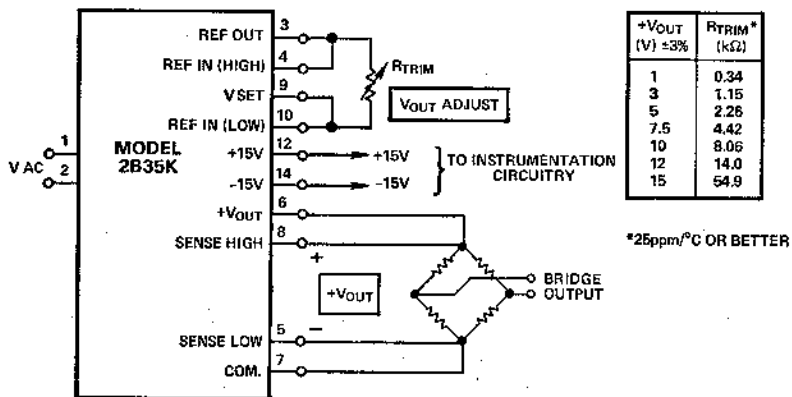 REF OUT 3
REF IN (HIGH) 4
RTRIM
V SET 9
VOUT ADJUST
REF IN (LOW) 10
MODEL
2B35K
V AC
1
2
+15V 12 +15V
-15V 14 -15V
TO INSTRUMENTATION
CIRCUITRY
+VOUT 6
SENSE HIGH 8
+
+VOUT
BRIDGE
OUTPUT
SENSE LOW 5 −
COM. 7
+VOUT RTRIM*
(V) ±3% (kΩ)
1 0.34
3 1.15
5 2.26
7.5 4.42
10 8.06
12 14.0
15 54.9
*25ppm/°C OR BETTER